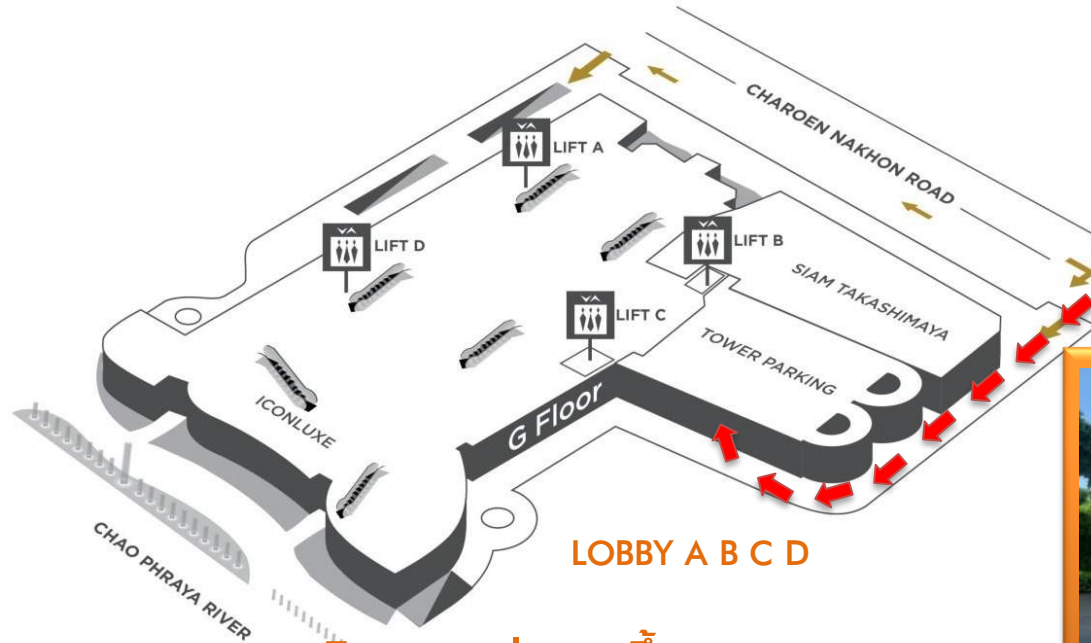 CHAROEN NAKHON ROAD
LIFT A
LIFT D
LIFT B
LIFT C
SIAM TAKASHIMAYA
TOWER PARKING
ICONLUXE
G Floor
CHAO PHRAYA RIVER
LOBBY A B C D